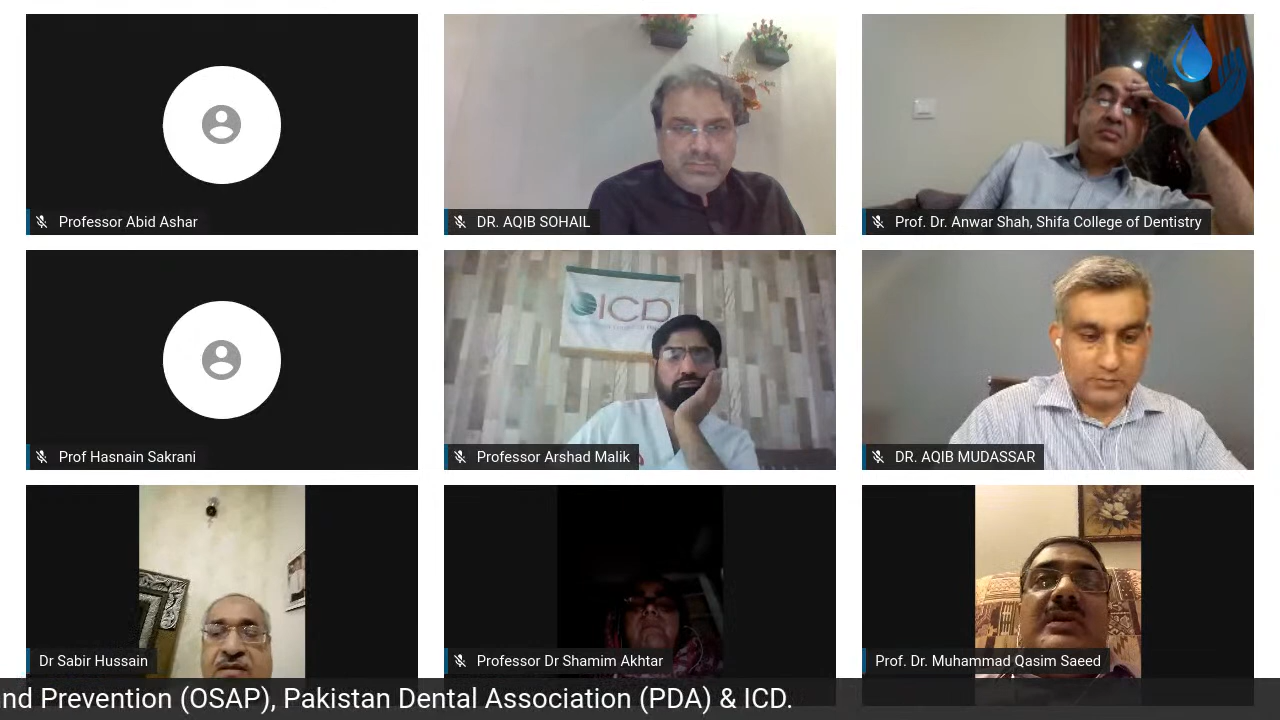 Professor Abid Ashar
DR. AQIB SOHAIL
Prof. Dr. Anwar Shah, Shifa College of Dentistry
Prof Hasnain Sakrani
ICD
Professor Arshad Malik
DR. AQIB MUDASSAR
Dr Sabir Hussain
Professor Dr Shamim Akhtar
Prof. Dr. Muhammad Qasim Saeed
nd Prevention (OSAP), Pakistan Dental Association (PDA) & ICD.